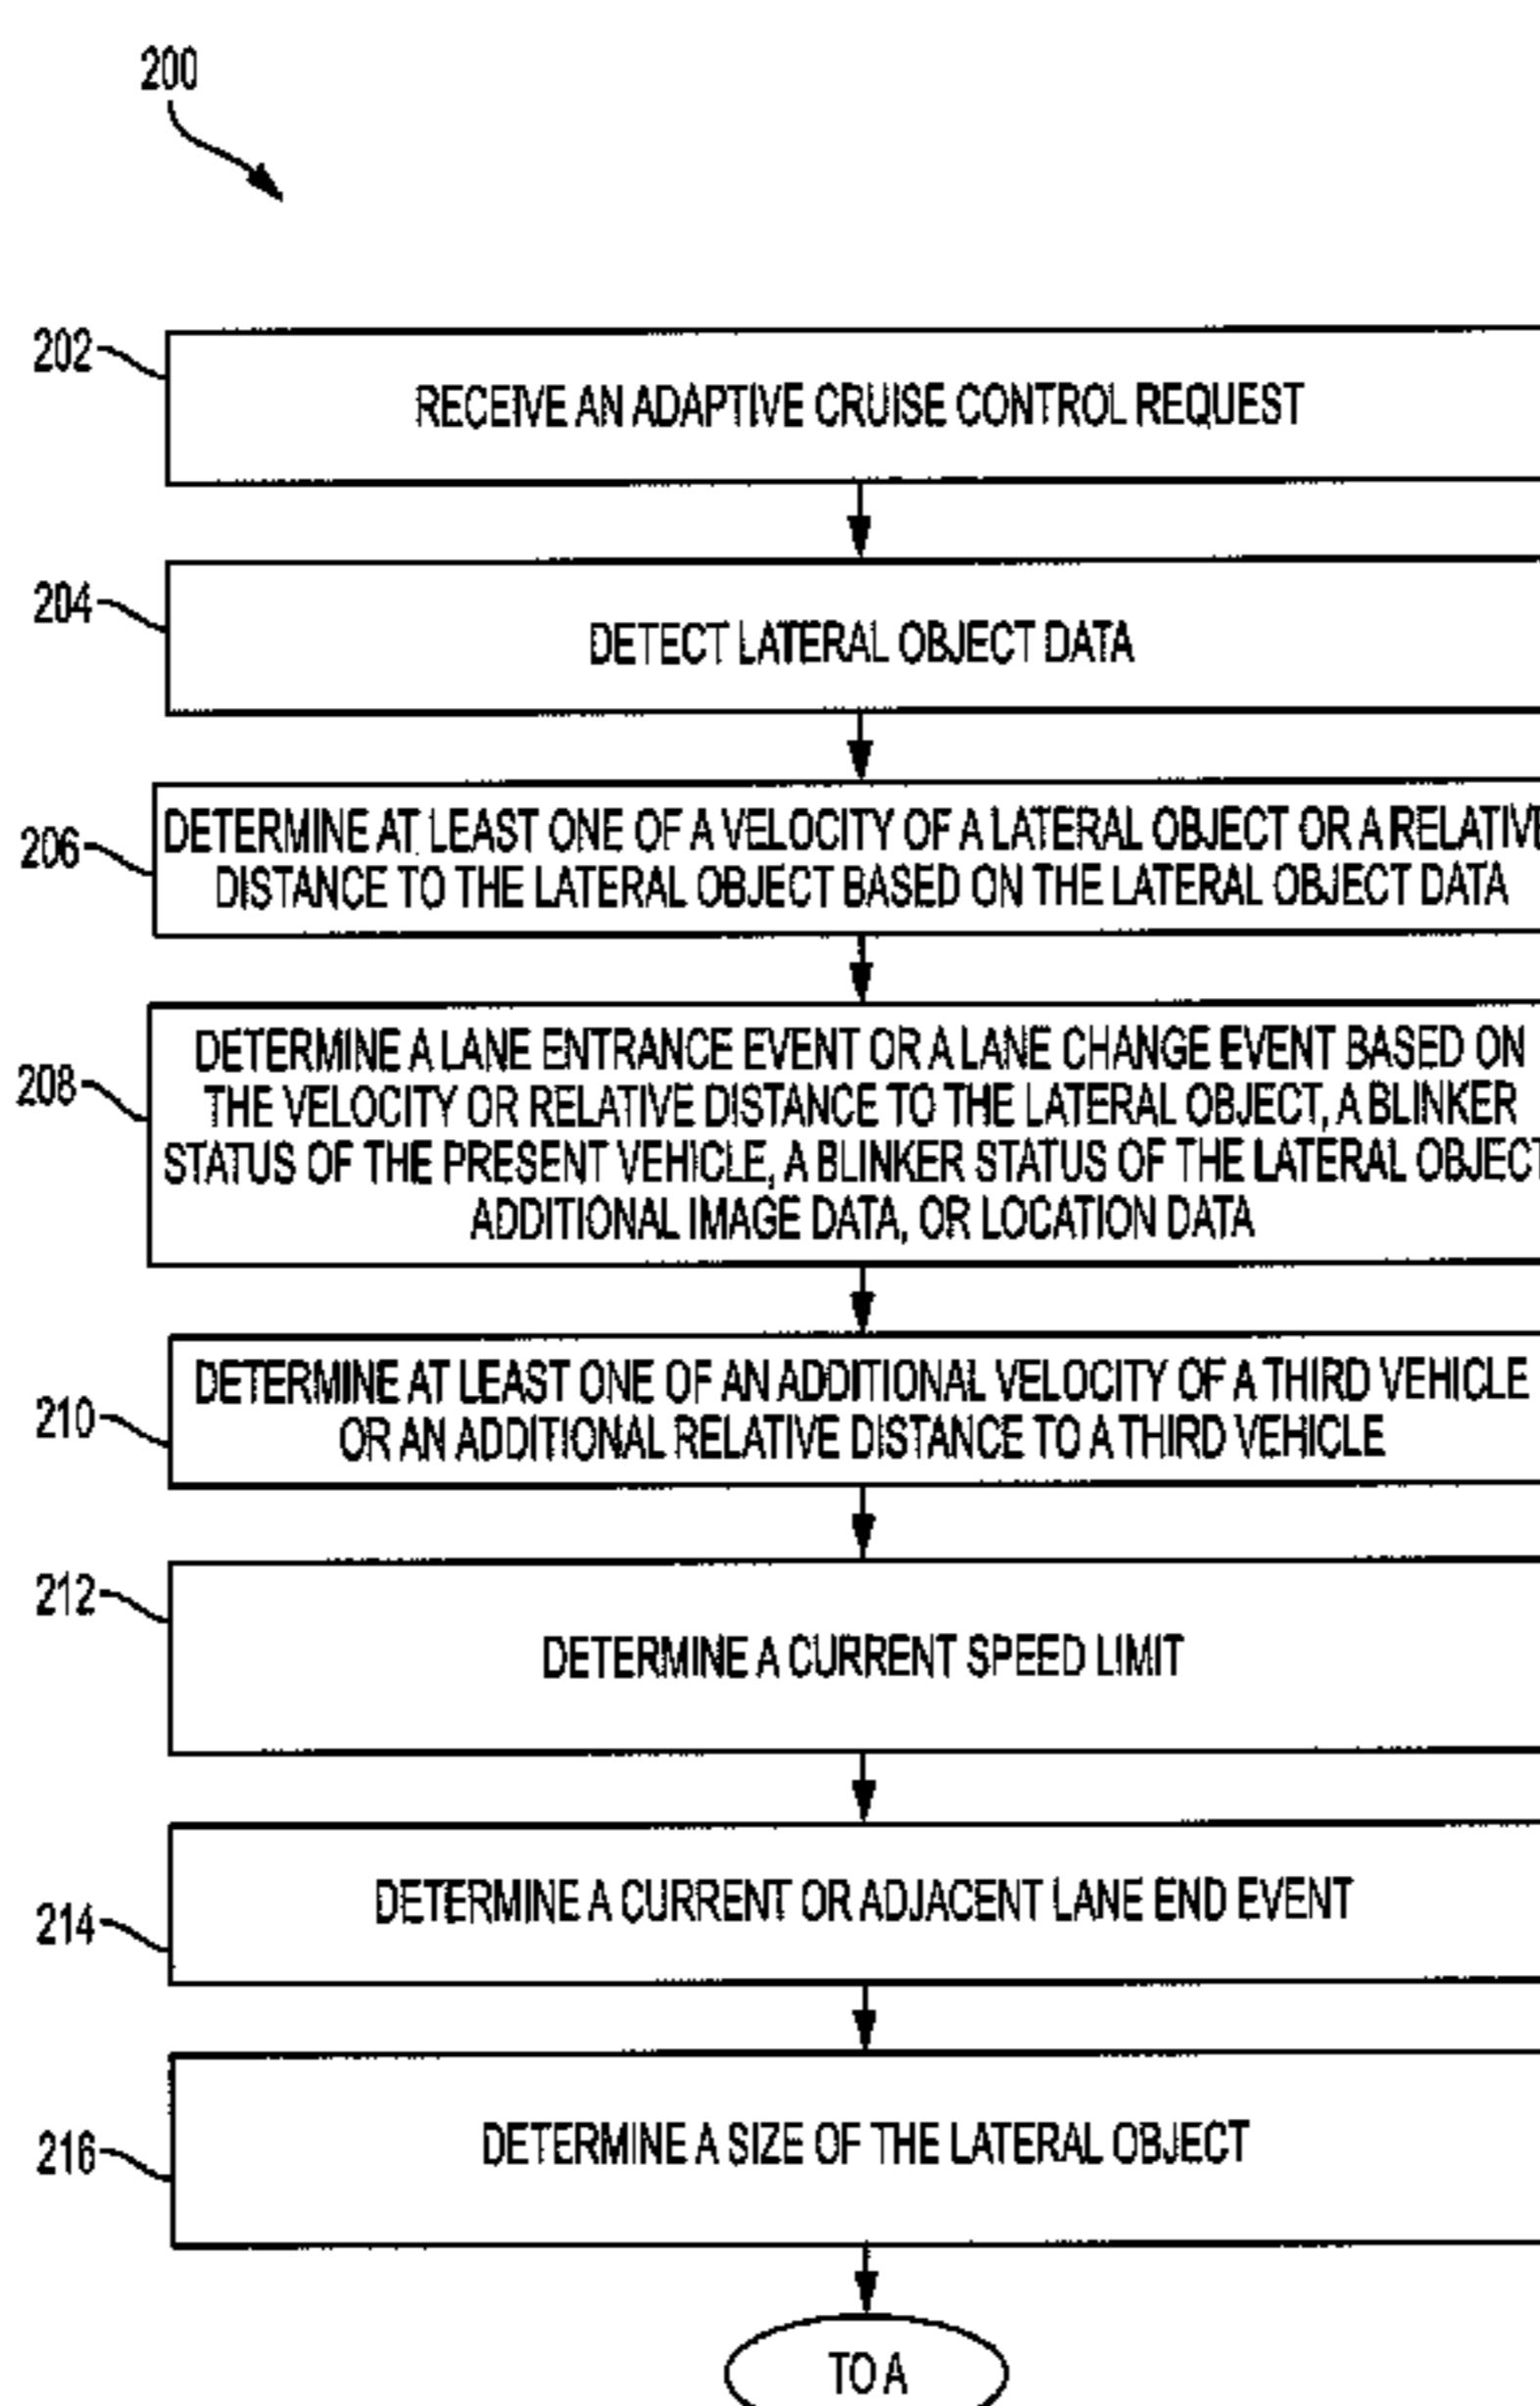 200
202
RECEIVE AN ADAPTIVE CRUISE CONTROL REQUEST
204
DETECT LATERAL OBJECT DATA
206
DETERMINE AT LEAST ONE OF A VELOCITY OF A LATERAL OBJECT OR A RELATIVE
DISTANCE TO THE LATERAL OBJECT BASED ON THE LATERAL OBJECT DATA
208
DETERMINE A LANE ENTRANCE EVENT OR A LANE CHANGE EVENT BASED ON
THE VELOCITY OR RELATIVE DISTANCE TO THE LATERAL OBJECT, A BLINKER
STATUS OF THE PRESENT VEHICLE, A BLINKER STATUS OF THE LATERAL OBJECT
ADDITIONAL IMAGE DATA, OR LOCATION DATA
210
DETERMINE AT LEAST ONE OF AN ADDITIONAL VELOCITY OF A THIRD VEHICLE
OR AN ADDITIONAL RELATIVE DISTANCE TO A THIRD VEHICLE
212
DETERMINE A CURRENT SPEED LIMIT
214
DETERMINE A CURRENT OR ADJACENT LANE END EVENT
216
DETERMINE A SIZE OF THE LATERAL OBJECT
TO A